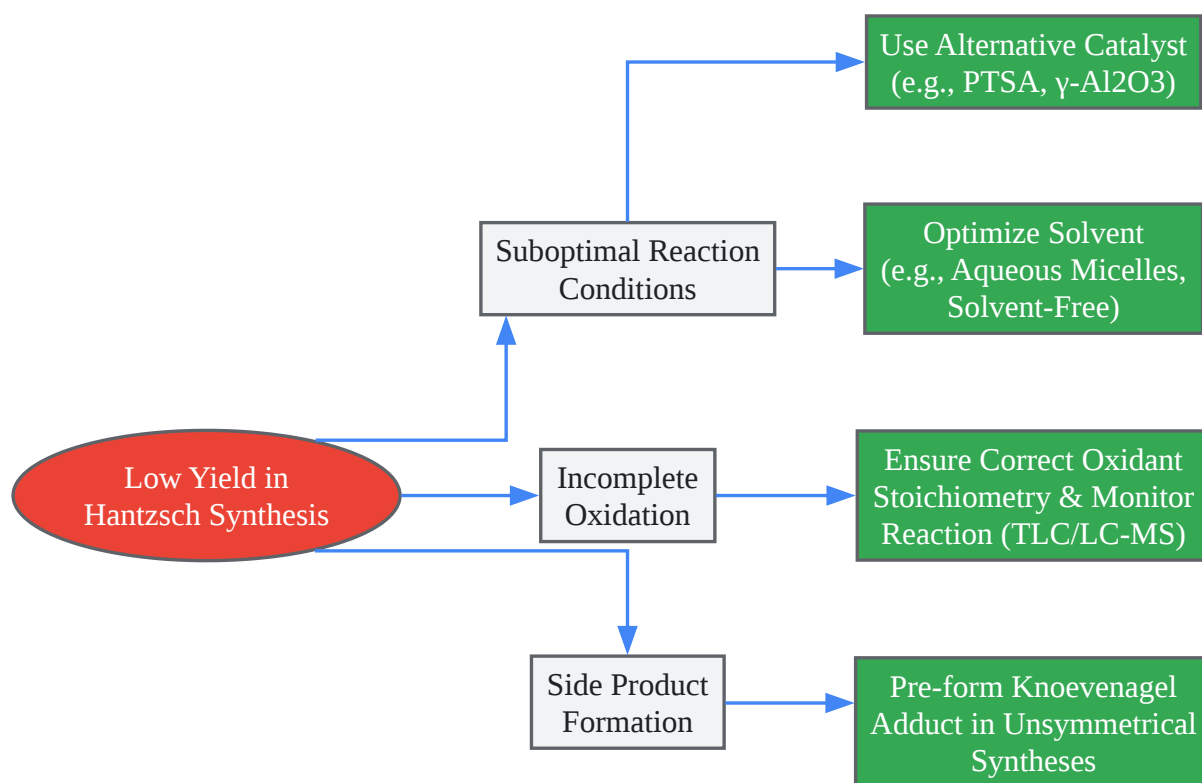 Use Alternative Catalyst
(e.g., PTSA, γ-Al2O3)
Suboptimal Reaction
Conditions
Optimize Solvent
(e.g., Aqueous Micelles,
Solvent-Free)
Low Yield in
Hantzsch Synthesis
Incomplete
Oxidation
Ensure Correct Oxidant
Stoichiometry & Monitor
Reaction (TLC/LC-MS)
Side Product
Formation
Pre-form Knoevenagel
Adduct in Unsymmetrical
Syntheses